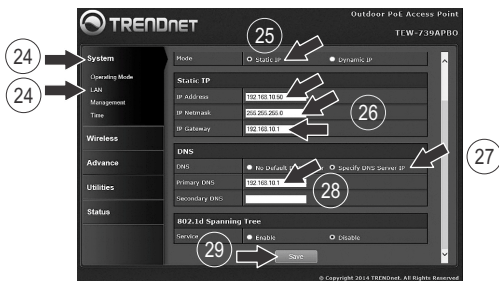 TRENDnet
Outdoor PoE Access Point
TEW-739APBO
24
System
24
Operating Mode
LAN
Management
Time
Wireless
Advance
Utilities
Status
25
Mode
Static IP
Dynamic IP
Static IP
IP Address
192.168.10.50
IP Netmask
255.255.255.0
26
IP Gateway
192.168.10.1
DNS
27
DNS
No Default
Specify DNS Server IP
Primary DNS
192.168.10.1
28
Secondary DNS
802.1d Spanning Tree
Service
Enable
Disable
29
Save
© Copyright 2014 TRENDnet. All Rights Reserved